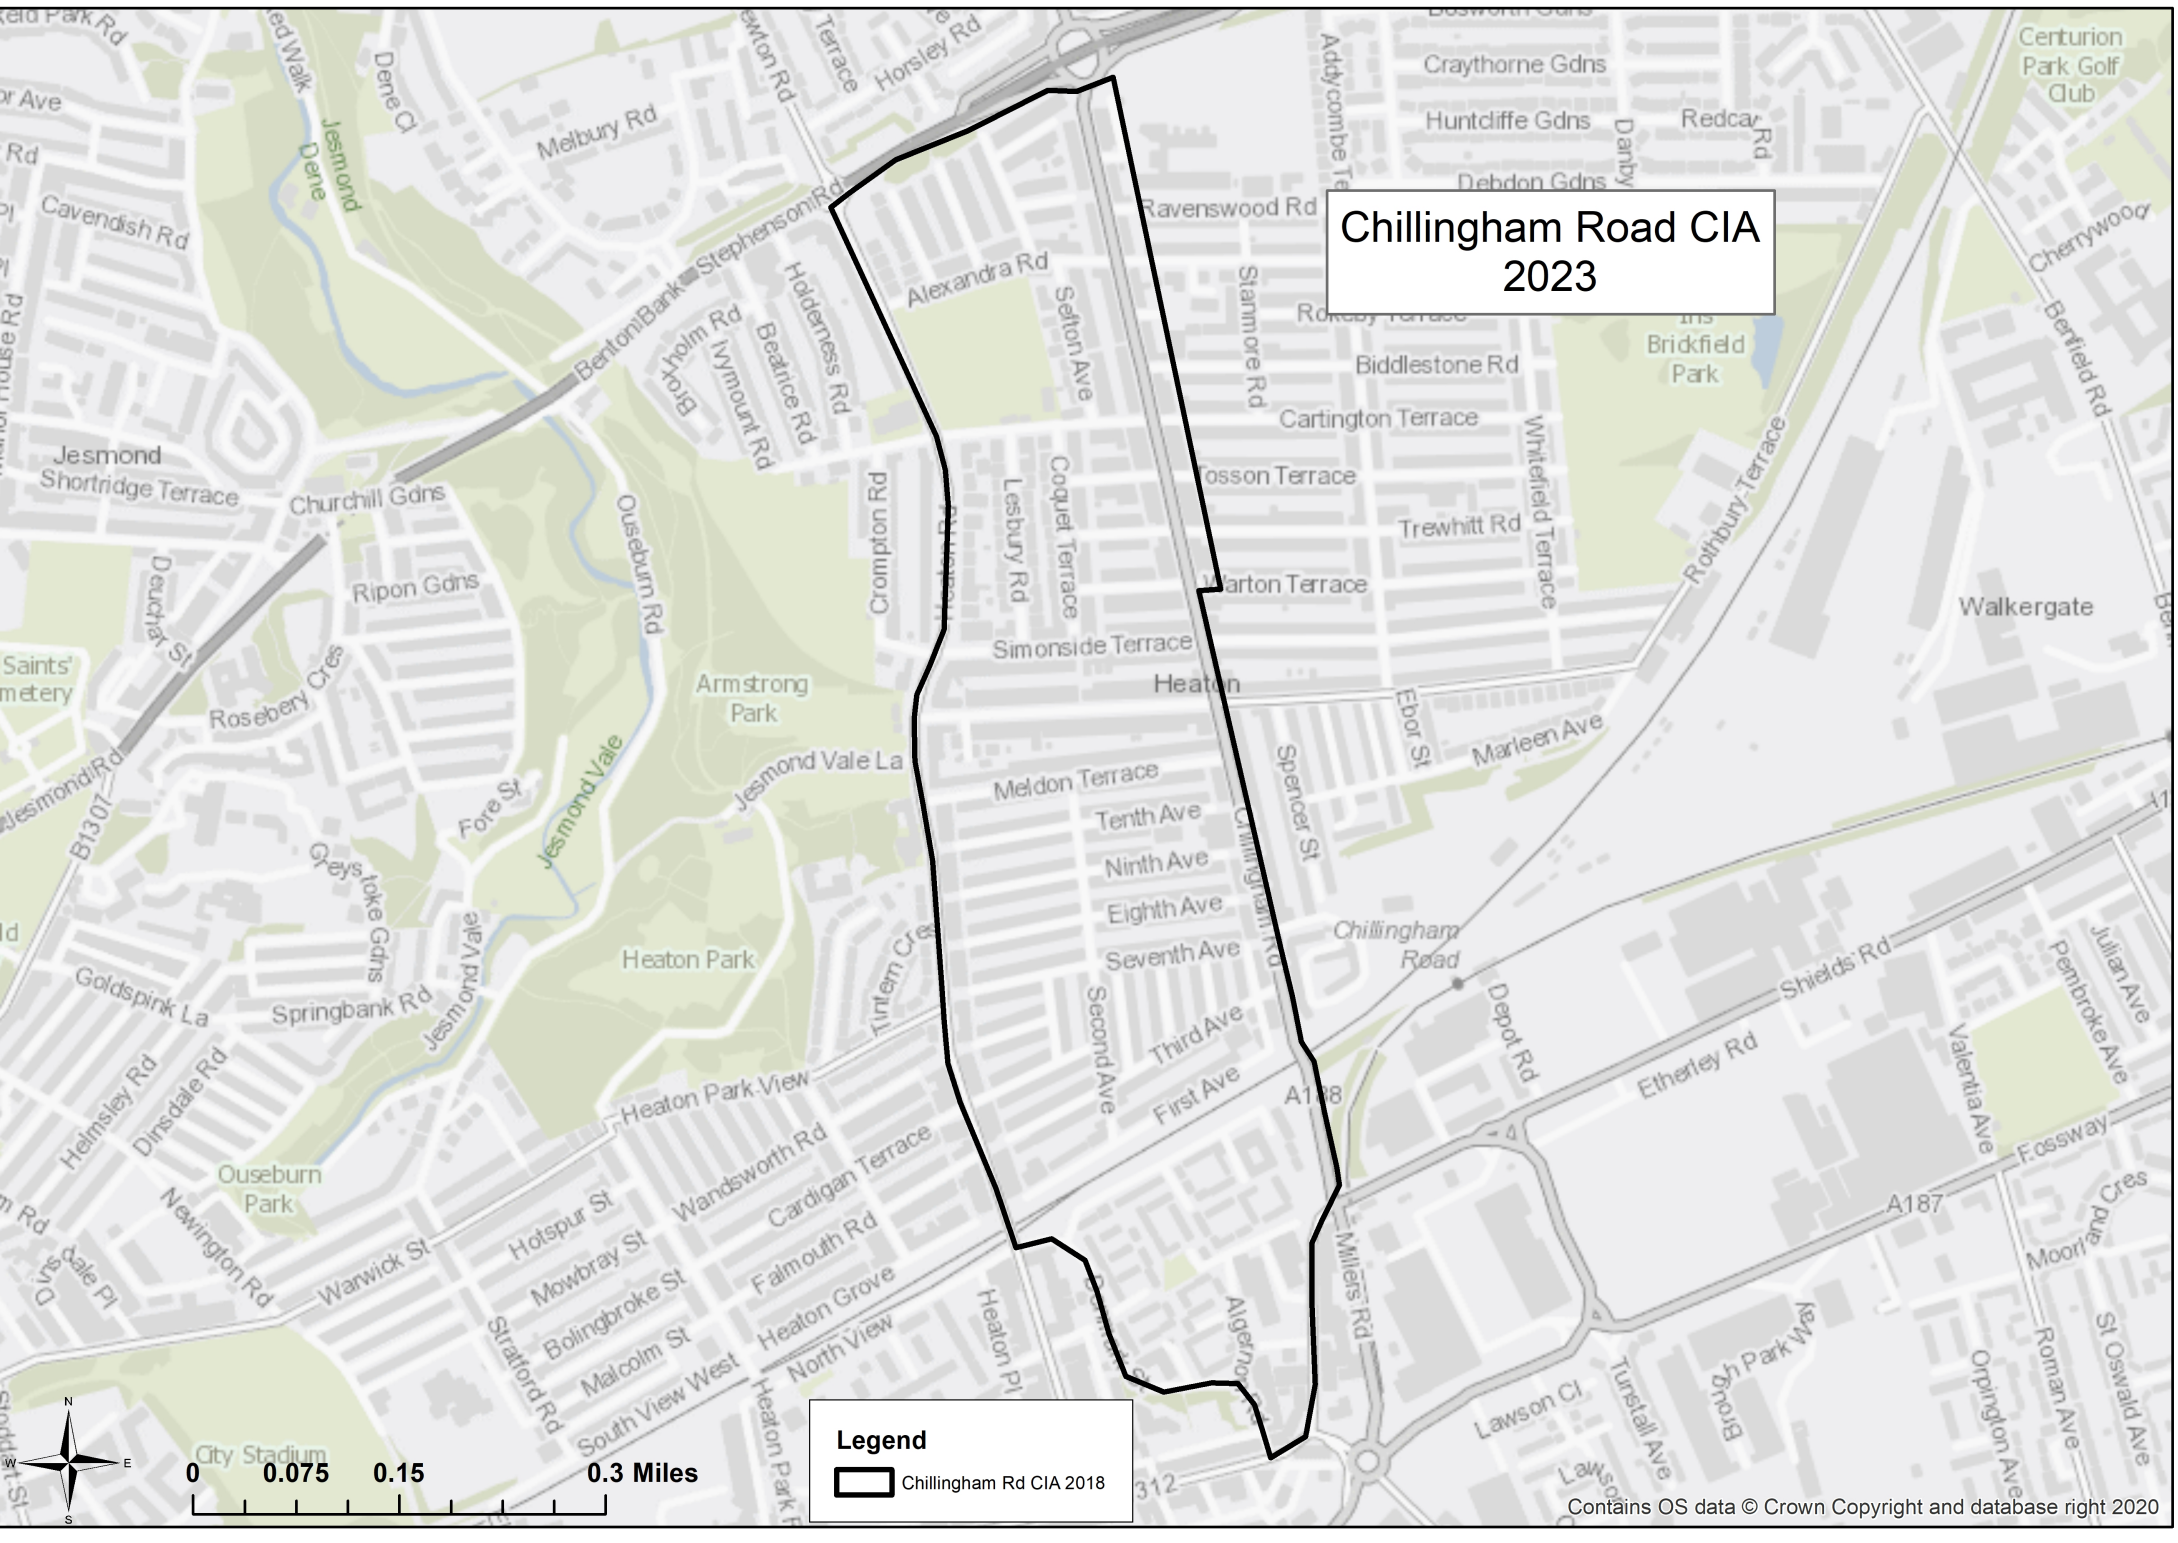 Chillingham Road CIA
2023
Legend
Chillingham Rd CIA 2018
0 0.075 0.15 0.3 Miles
N
W
E
S
Contains OS data © Crown Copyright and database right 2020
Park Rd
Terrace
Horsley Rd
Dene Cl
Melbury Rd
Jesmond
Dene
Cavendish Rd
Stephenson Rd
Benton Bank
Holderness Rd
Beatrice Rd
Ivymount Rd
Alexandra Rd
Sefton Ave
Ravenswood Rd
Stanmore Rd
Craythorne Gdns
Huntcliffe Gdns
Debdon Gdns
Danby
Centurion
Park Golf
Club
Cherrywood
Benfield Rd
Brickfield
Park
Biddlestone Rd
Cartington Terrace
Tosson Terrace
Trewhitt Rd
Whitefield Terrace
Warton Terrace
Rothbury Terrace
Walkergate
Jesmond
Shortridge Terrace
Churchill Gdns
Ripon Gdns
Deuchar St
Rosebery Cres
Ouseburn Rd
Crompton Rd
Lesbury Rd
Coquet Terrace
Simonside Terrace
Heaton
Armstrong
Park
Jesmond Vale La
Jesmond Vale
Fore St
Jesmond Rd
B1307
Greystoke Gdns
Goldspink La
Springbank Rd
Jesmond Vale
Heaton Park
Tintern Cres
Meldon Terrace
Tenth Ave
Ninth Ave
Eighth Ave
Seventh Ave
Second Ave
Third Ave
First Ave
Chillingham Rd
Spencer St
Ebor St
Marleen Ave
Chillingham
Road
Depot Rd
Shields Rd
Etherley Rd
Julian Ave
Pembroke Ave
Valentia Ave
Fossway
A187
A188
Moorland Cres
Helmsley Rd
Dinsdale Rd
Ouseburn
Park
Newington Rd
Warwick St
Heaton Park View
Wandsworth Rd
Cardigan Terrace
Falmouth Rd
Heaton Grove
North View
Hotspur St
Mowbray St
Bolingbroke St
Malcolm St
Stratford Rd
South View West
Heaton Pl
Algernon Rd
Millers Rd
City Stadium
Lawson Cl
Tunstall Ave
Brough Park Way
Orpington Ave
Roman Ave
St Oswald Ave